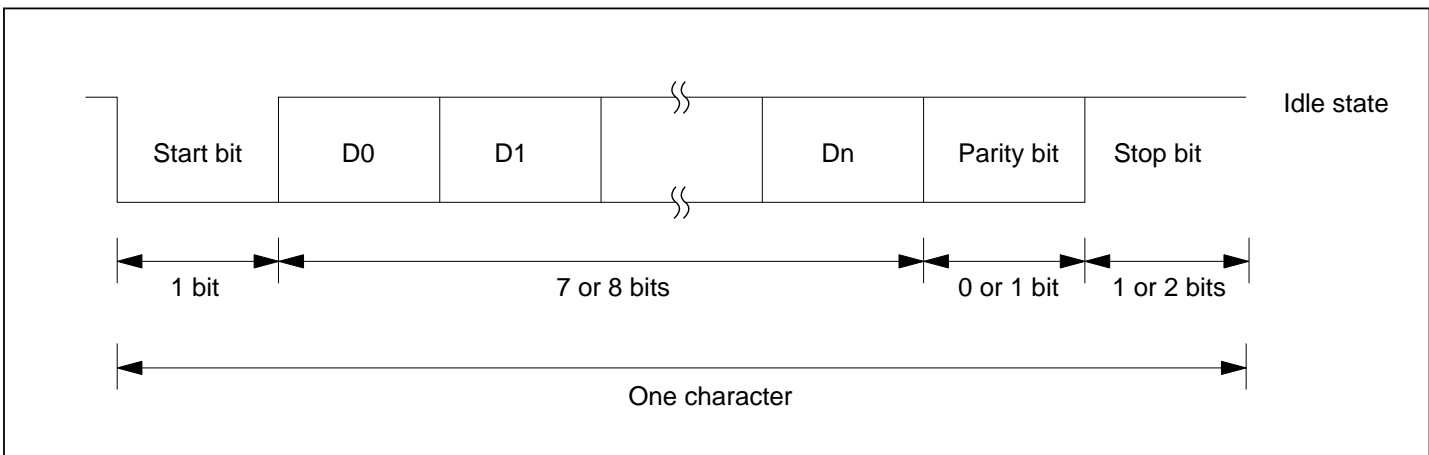 Idle state
Start bit D0 D1 Dn Parity bit Stop bit
1 bit 7 or 8 bits 0 or 1 bit 1 or 2 bits
One character